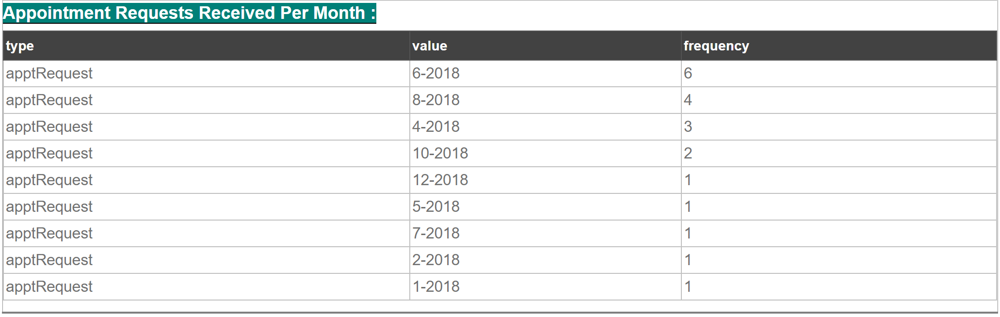 Appointment Requests Received Per Month :
type value frequency
apptRequest 6-2018 6
apptRequest 8-2018 4
apptRequest 4-2018 3
apptRequest 10-2018 2
apptRequest 12-2018 1
apptRequest 5-2018 1
apptRequest 7-2018 1
apptRequest 2-2018 1
apptRequest 1-2018 1